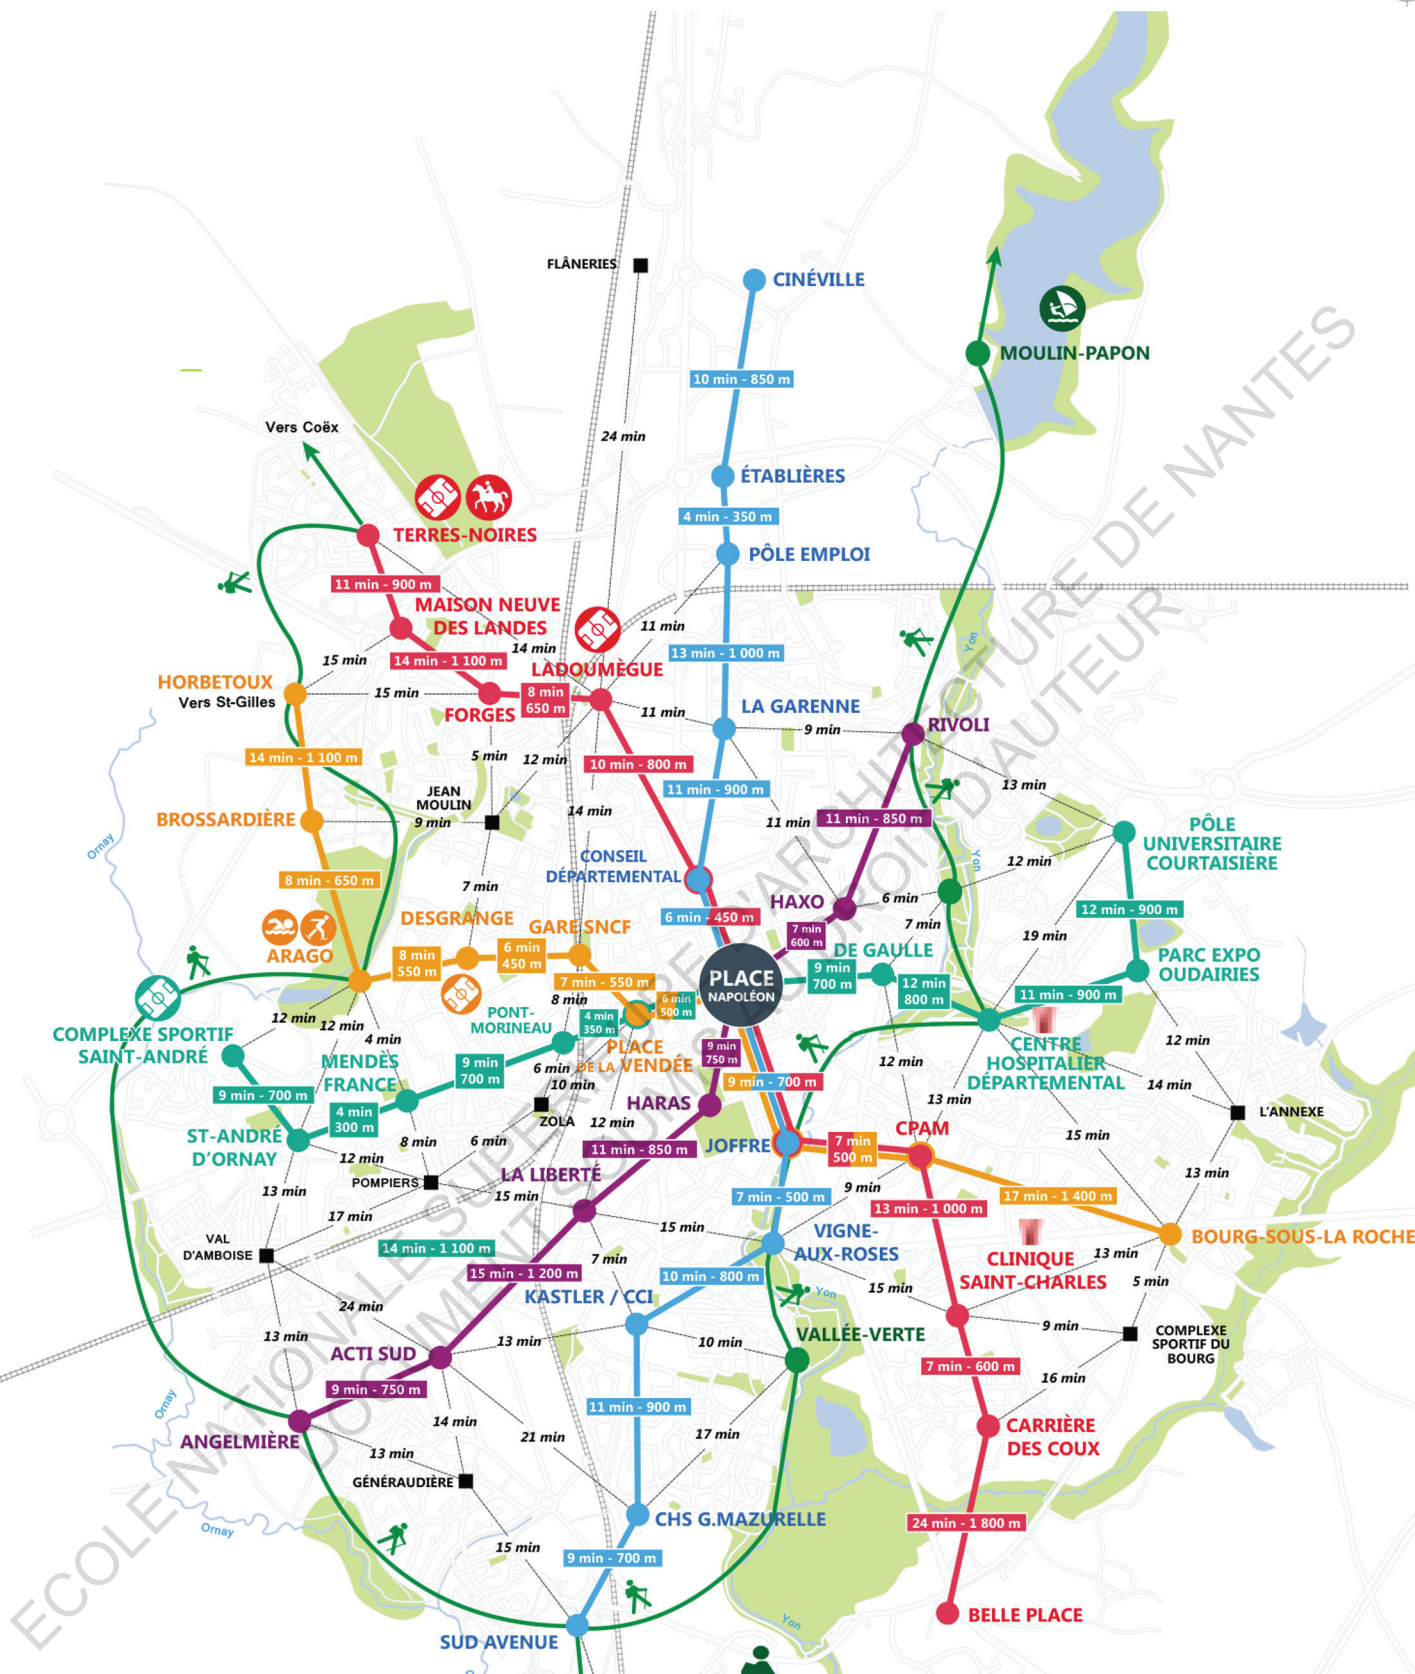 FLÂNERIES
CINÉVILLE
10 min - 850 m
MOULIN-PAPON
Vers Coëx
24 min
ÉTABLIÈRES
4 min - 350 m
TERRES-NOIRES
PÔLE EMPLOI
11 min - 900 m
MAISON NEUVE
DES LANDES
11 min
14 min
13 min - 1 000 m
Yon
15 min
14 min - 1 100 m
LADOUMÈGUE
HORBETOUX
Vers St-Gilles
15 min
8 min
650 m
FORGES
11 min
LA GARENNE
9 min
RIVOLI
14 min - 1 100 m
5 min
12 min
10 min - 800 m
11 min - 900 m
13 min
JEAN
MOULIN
BROSSARDIÈRE
9 min
14 min
11 min
11 min - 850 m
PÔLE
UNIVERSITAIRE
COURTAISIÈRE
Ornay
Yon
12 min
CONSEIL
DÉPARTEMENTAL
8 min - 650 m
7 min
HAXO
6 min
12 min - 900 m
6 min - 450 m
DESGRANGE
GARE SNCF
7 min
600 m
7 min
19 min
ARAGO
8 min
550 m
6 min
450 m
DE GAULLE
PARC EXPO
OUDAIRIES
PLACE
NAPOLÉON
9 min
700 m
12 min
800 m
11 min - 900 m
7 min - 550 m
8 min
6 min
500 m
12 min
12 min
PONT-
MORINEAU
4 min
350 m
COMPLEXE SPORTIF
SAINT-ANDRÉ
4 min
MENDÈS
FRANCE
9 min
700 m
6 min
10 min
PLACE
DE LA VENDÉE
9 min
750 m
12 min
CENTRE
HOSPITALIER
DÉPARTEMENTAL
12 min
9 min - 700 m
9 min - 700 m
14 min
4 min
300 m
ZOLA
HARAS
13 min
L'ANNEXE
ST-ANDRÉ
D'ORNAY
8 min
6 min
12 min
11 min - 850 m
JOFFRE
7 min
500 m
CPAM
15 min
12 min
POMPIERS
LA LIBERTÉ
13 min
13 min
15 min
7 min - 500 m
9 min
17 min - 1 400 m
17 min
13 min - 1 000 m
VAL
D'AMBOISE
14 min - 1 100 m
15 min
VIGNE-
AUX-ROSES
BOURG-SOUS-LA ROCHE
CLINIQUE
SAINT-CHARLES
13 min
7 min
15 min - 1 200 m
10 min - 800 m
5 min
KASTLER / CCI
Yon
15 min
24 min
13 min
13 min
10 min
VALLÉE-VERTE
9 min
COMPLEXE
SPORTIF DU
BOURG
ACTI SUD
7 min - 600 m
16 min
9 min - 750 m
Ornay
11 min - 900 m
14 min
CARRIÈRE
DES COUX
ANGELMIÈRE
13 min
21 min
17 min
GÉNÉRAUDIÈRE
Ornay
CHS G.MAZURELLE
24 min - 1 800 m
15 min
9 min - 700 m
BELLE PLACE
Yon
SUD AVENUE
ECOLE NATIONALE SUPERIEURE D'ARCHITECTURE DE NANTES
DOCUMENT SOUMIS AU DROIT D'AUTEUR